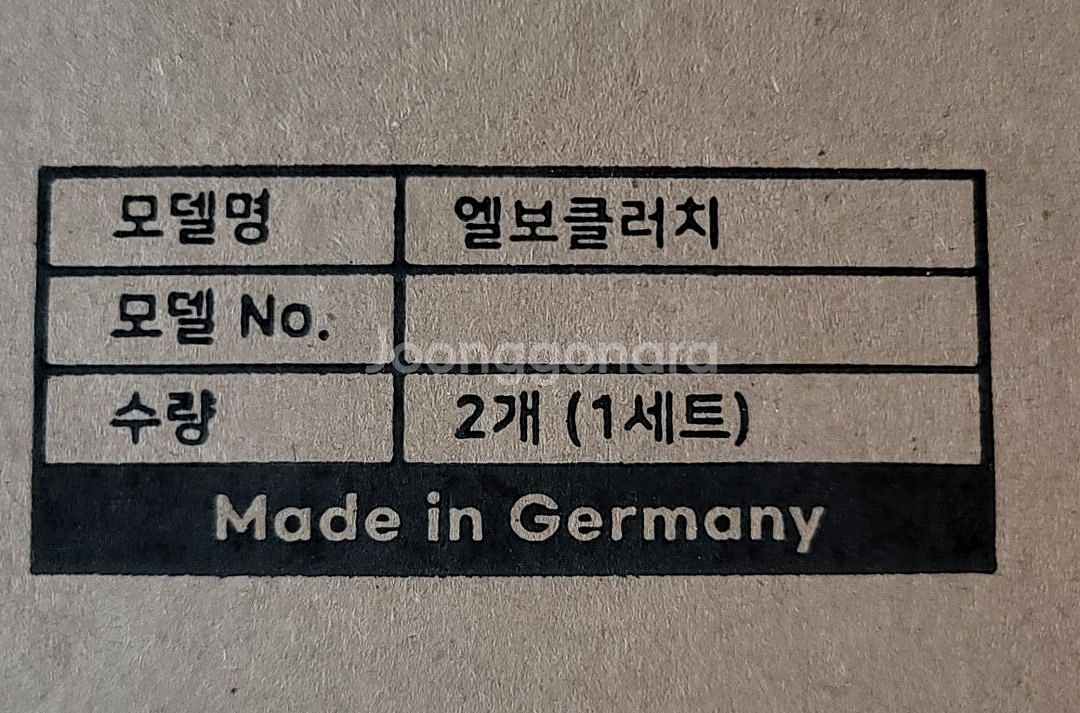 모델명 엘보클러치
모델 No.
Joonggonara
수량 2개 (1세트)
Made in Germany